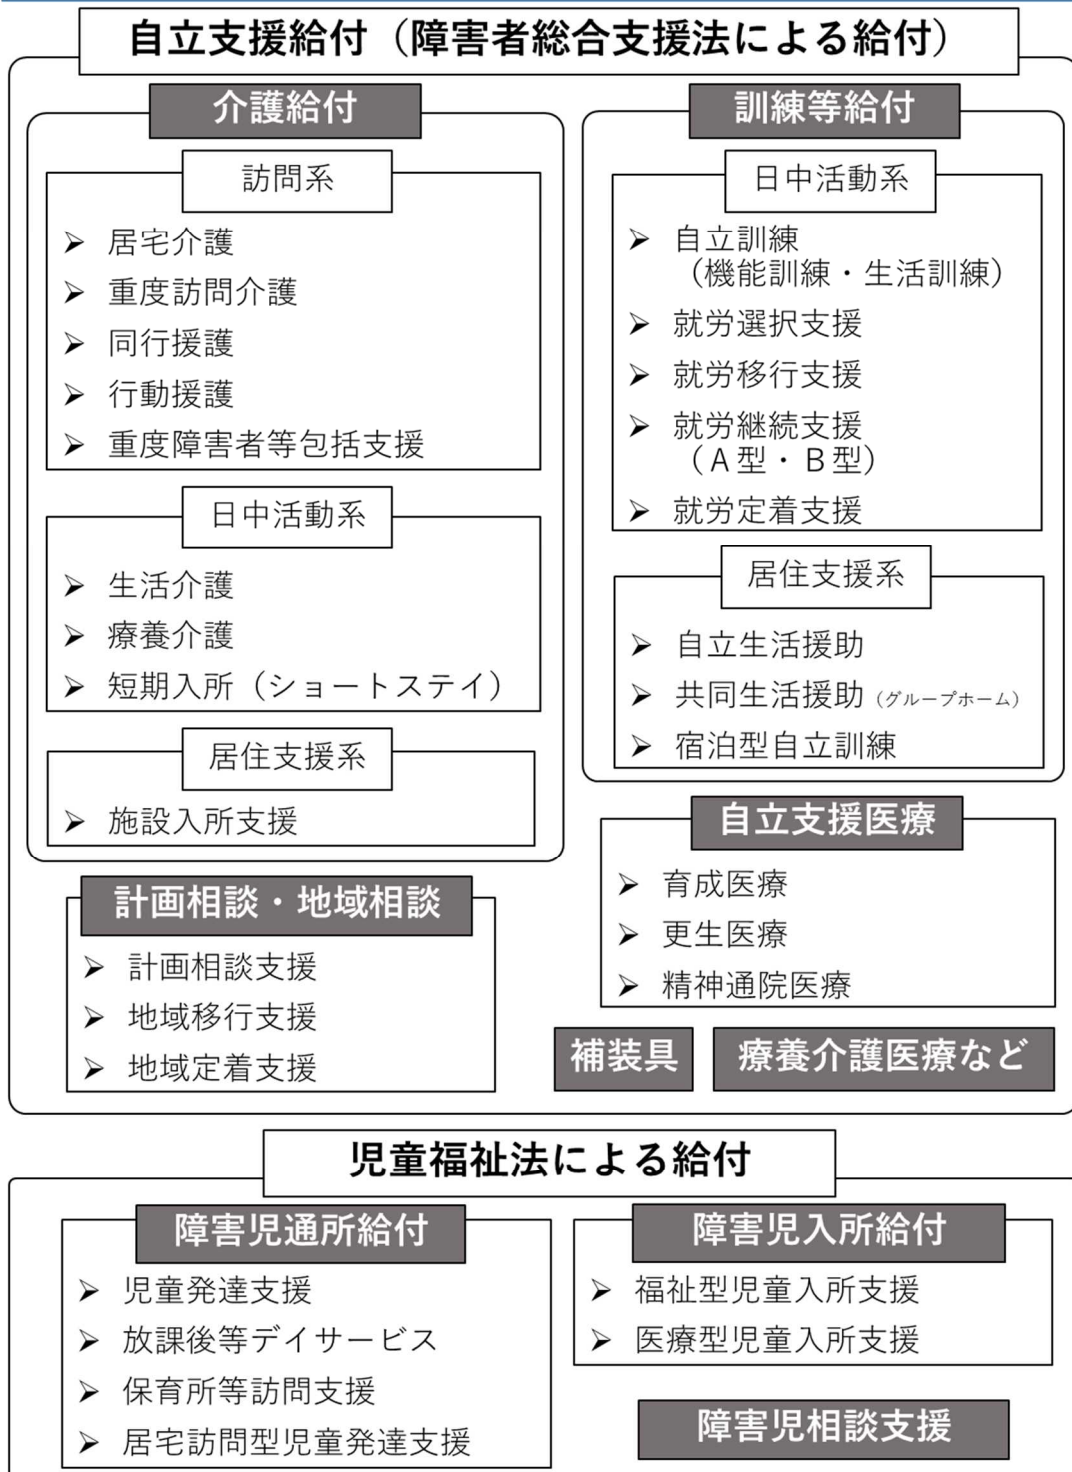 自立支援給付（障害者総合支援法による給付）
介護給付
訪問系
➢ 居宅介護
➢ 重度訪問介護
➢ 同行援護
➢ 行動援護
➢ 重度障害者等包括支援
日中活動系
➢ 生活介護
➢ 療養介護
➢ 短期入所（ショートステイ）
居住支援系
➢ 施設入所支援
計画相談・地域相談
➢ 計画相談支援
➢ 地域移行支援
➢ 地域定着支援
訓練等給付
日中活動系
➢ 自立訓練
（機能訓練・生活訓練）
➢ 就労選択支援
➢ 就労移行支援
➢ 就労継続支援
（Ａ型・Ｂ型）
➢ 就労定着支援
居住支援系
➢ 自立生活援助
➢ 共同生活援助（グループホーム）
➢ 宿泊型自立訓練
自立支援医療
➢ 育成医療
➢ 更生医療
➢ 精神通院医療
補装具
療養介護医療など
児童福祉法による給付
障害児通所給付
➢ 児童発達支援
➢ 放課後等デイサービス
➢ 保育所等訪問支援
➢ 居宅訪問型児童発達支援
障害児入所給付
➢ 福祉型児童入所支援
➢ 医療型児童入所支援
障害児相談支援